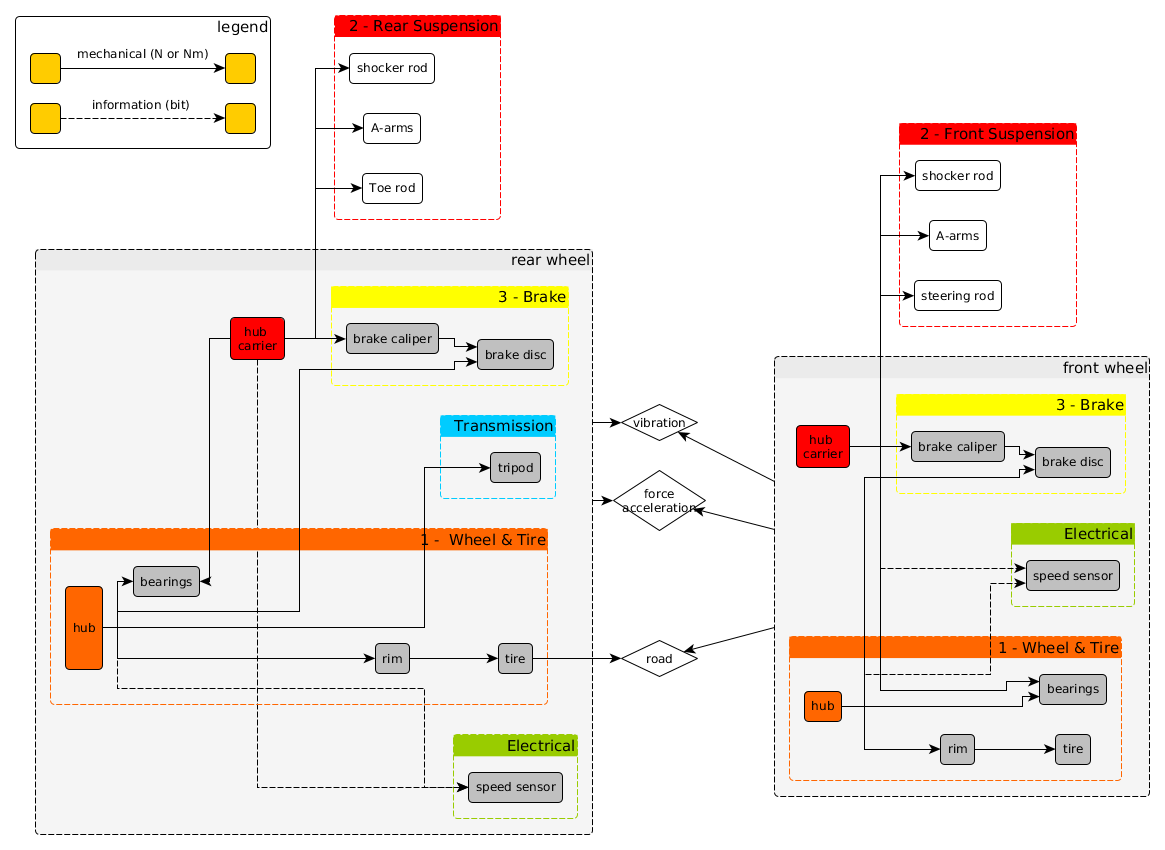 legend
mechanical (N or Nm)
information (bit)
2 - Rear Suspension
shocker rod
A-arms
Toe rod
2 - Front Suspension
shocker rod
A-arms
steering rod
rear wheel
3 - Brake
hub
carrier
brake caliper
brake disc
Transmission
tripod
1 -  Wheel & Tire
bearings
hub
rim
tire
Electrical
speed sensor
vibration
force
acceleration
road
front wheel
3 - Brake
hub
carrier
brake caliper
brake disc
Electrical
speed sensor
1 - Wheel & Tire
bearings
hub
rim
tire